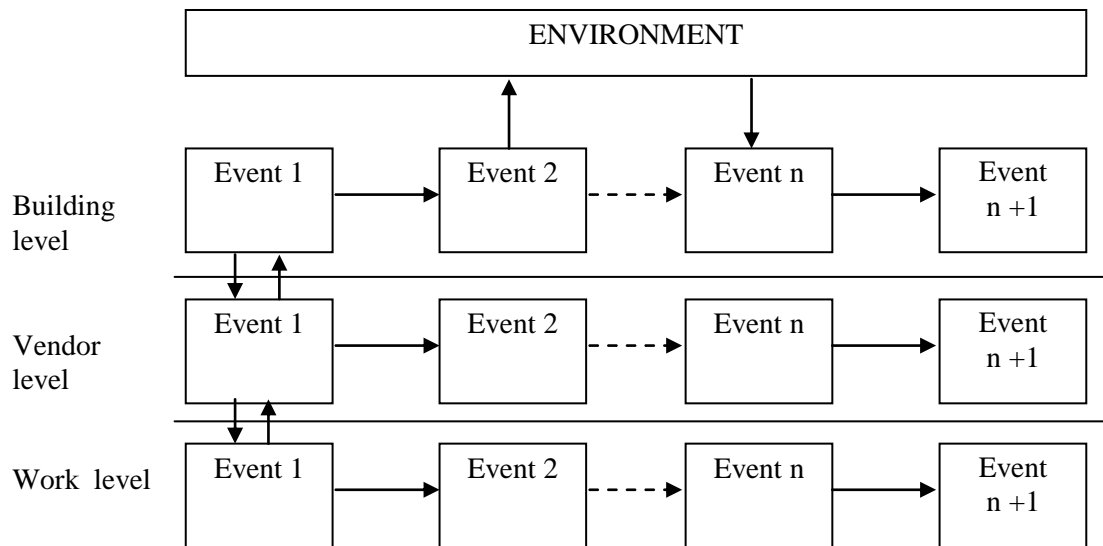 ENVIRONMENT
Building
level
Event 1
Event 2
Event n
Event
n +1
Vendor
level
Event 1
Event 2
Event n
Event
n +1
Work level
Event 1
Event 2
Event n
Event
n +1